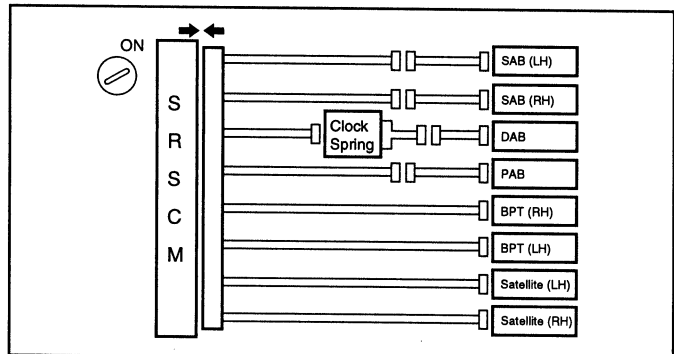 ON
S
R
S
C
M
SAB (LH)
SAB (RH)
Clock
Spring
DAB
PAB
BPT (RH)
BPT (LH)
Satellite (LH)
Satellite (RH)